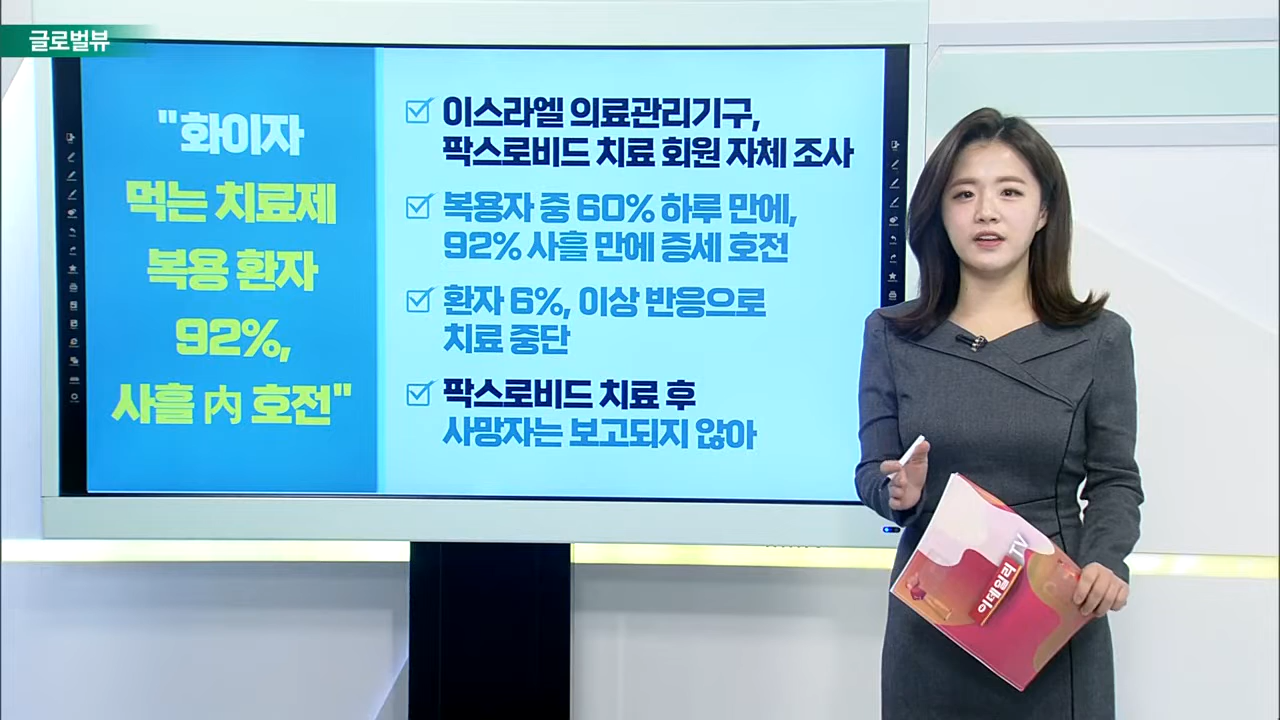 글로벌뷰
"화이자
먹는 치료제
복용 환자
92%,
사흘 內 호전"
이스라엘 의료관리기구,
팍스로비드 치료 회원 자체 조사
복용자 중 60% 하루 만에,
92% 사흘 만에 증세 호전
환자 6%, 이상 반응으로
치료 중단
팍스로비드 치료 후
사망자는 보고되지 않아
이데일리 TV